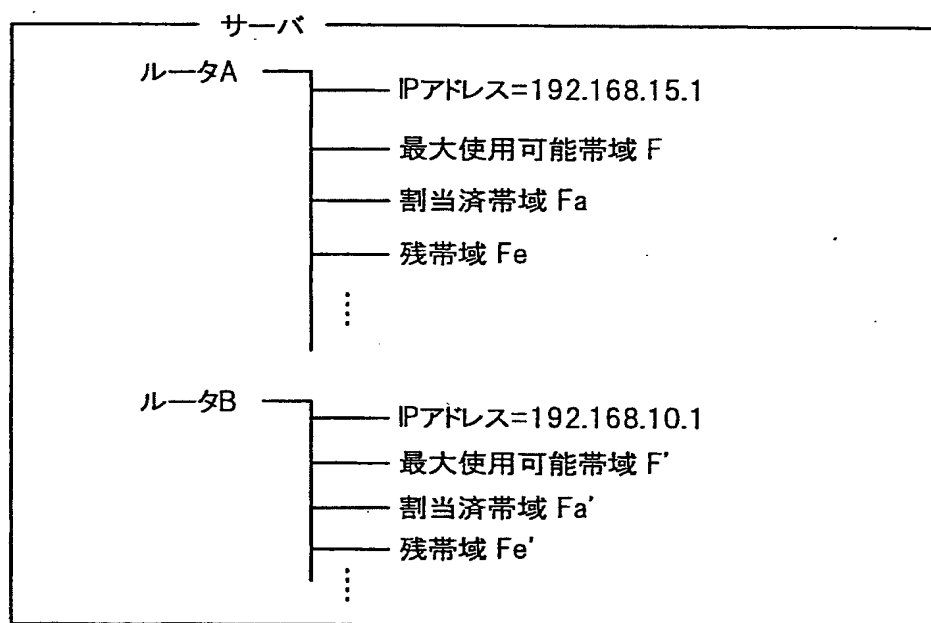 サーバ
ルータA
IPアドレス=192.168.15.1
最大使用可能帯域 F
割当済帯域 Fa
残帯域 Fe
ルータB
IPアドレス=192.168.10.1
最大使用可能帯域 F'
割当済帯域 Fa'
残帯域 Fe'